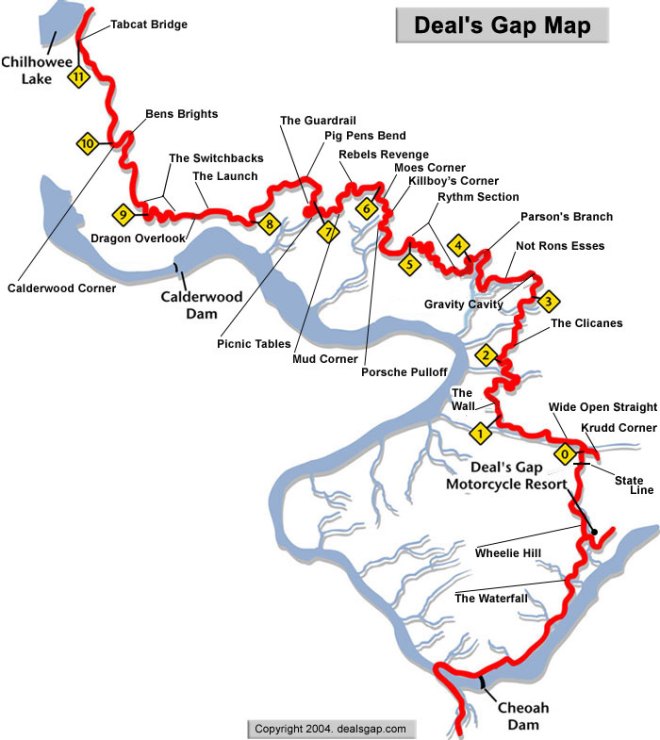 Deal's Gap Map
Tabcat Bridge
Chilhowee
Lake
11
Bens Brights
The Guardrail
Pig Pens Bend
10
Rebels Revenge
The Switchbacks
Moes Corner
The Launch
Killboy's Corner
Rythm Section
6
9
Parson's Branch
8
7
4
Dragon Overlook
Not Rons Esses
5
Calderwood Corner
Calderwood
Dam
Gravity Cavity
3
The Clicanes
Picnic Tables
Mud Corner
2
Porsche Pulloff
The
Wall
Wide Open Straight
Krudd Corner
1
0
Deal's Gap
Motorcycle Resort
State
Line
Wheelie Hill
The Waterfall
Cheoah
Dam
Copyright 2004. dealsgap.com